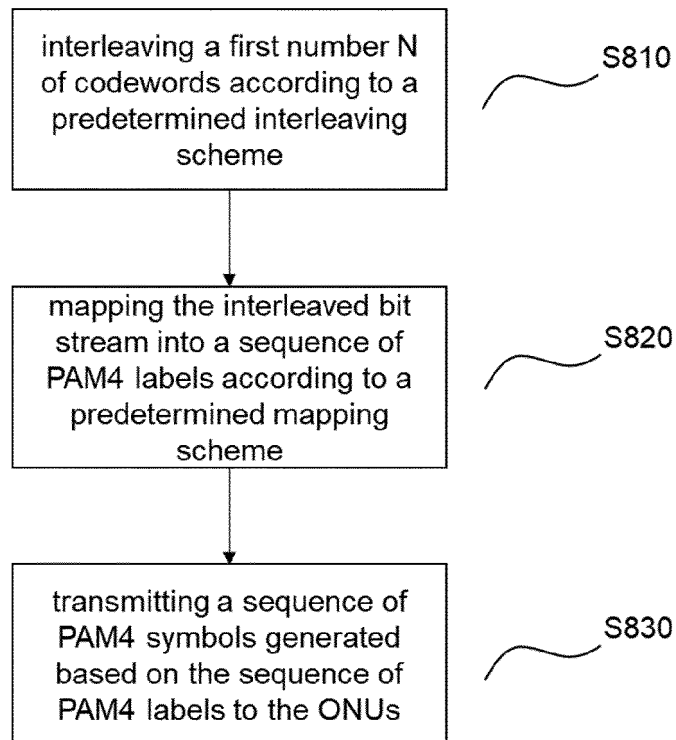 interleaving a first number N
of codewords according to a
predetermined interleaving
scheme
S810
mapping the interleaved bit
stream into a sequence of
PAM4 labels according to a
predetermined mapping
scheme
S820
transmitting a sequence of
PAM4 symbols generated
based on the sequence of
PAM4 labels to the ONUs
S830